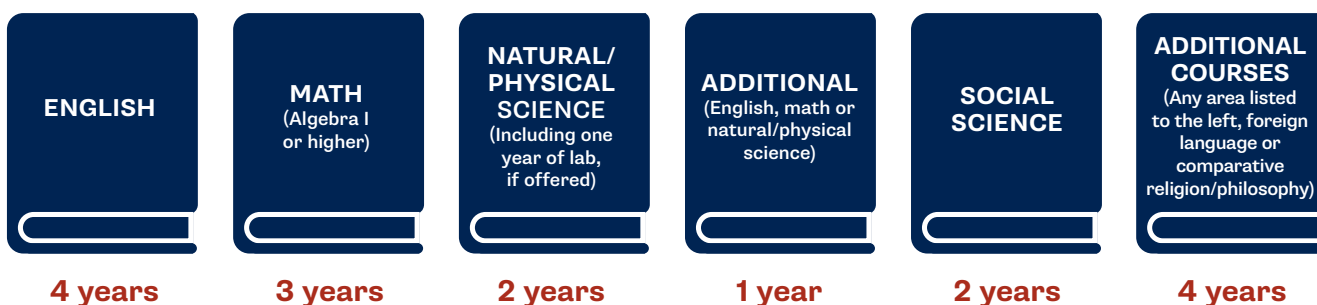 ENGLISH
4 years
MATH
(Algebra I
or higher)
3 years
NATURAL/
PHYSICAL
SCIENCE
(Including one
year of lab,
if offered)
2 years
ADDITIONAL
(English, math or
natural/physical
science)
1 year
SOCIAL
SCIENCE
2 years
ADDITIONAL
COURSES
(Any area listed
to the left, foreign
language or
comparative
religion/philosophy)
4 years